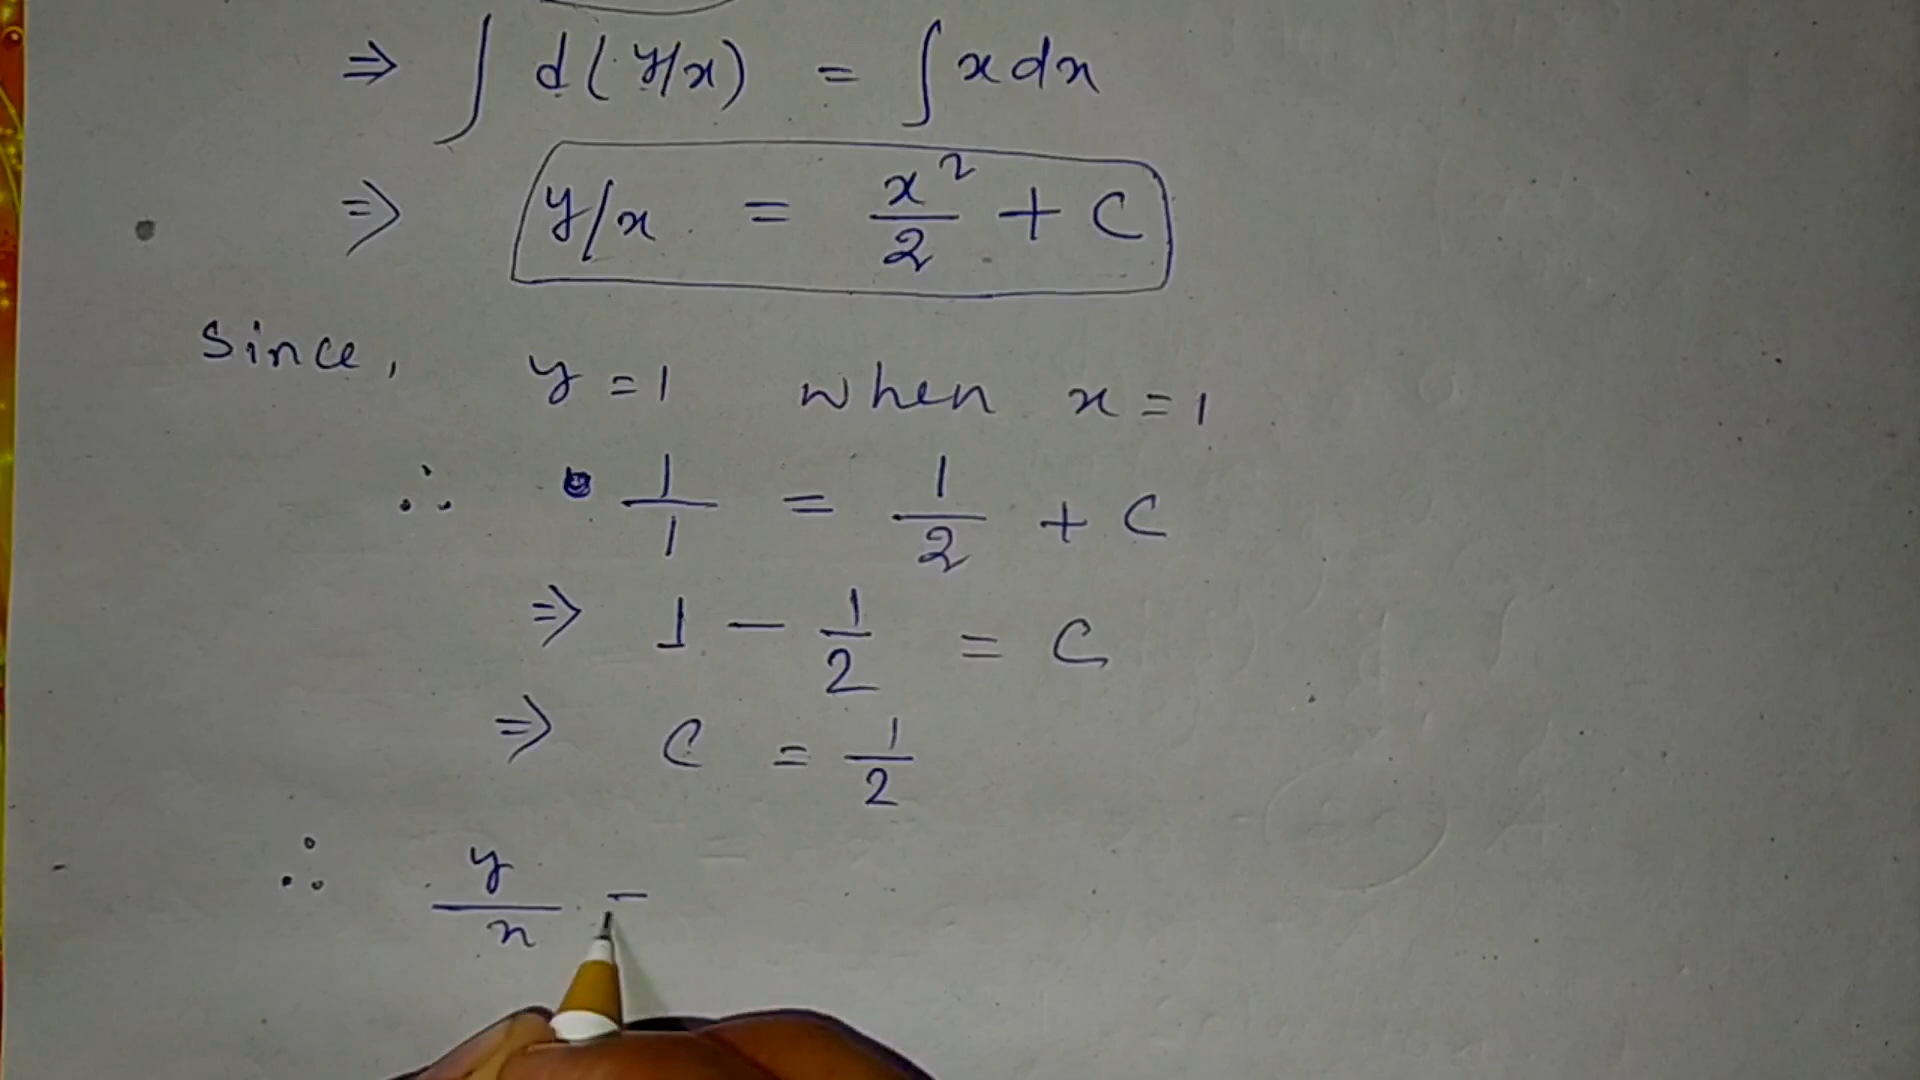 ⇒ ∫ d(y/x) = ∫ x dx
⇒ y/x = x²/2 + C
Since, y = 1 when x = 1
∴ 1/1 = 1/2 + C
⇒ 1 - 1/2 = C
⇒ C = 1/2
∴ y/x -